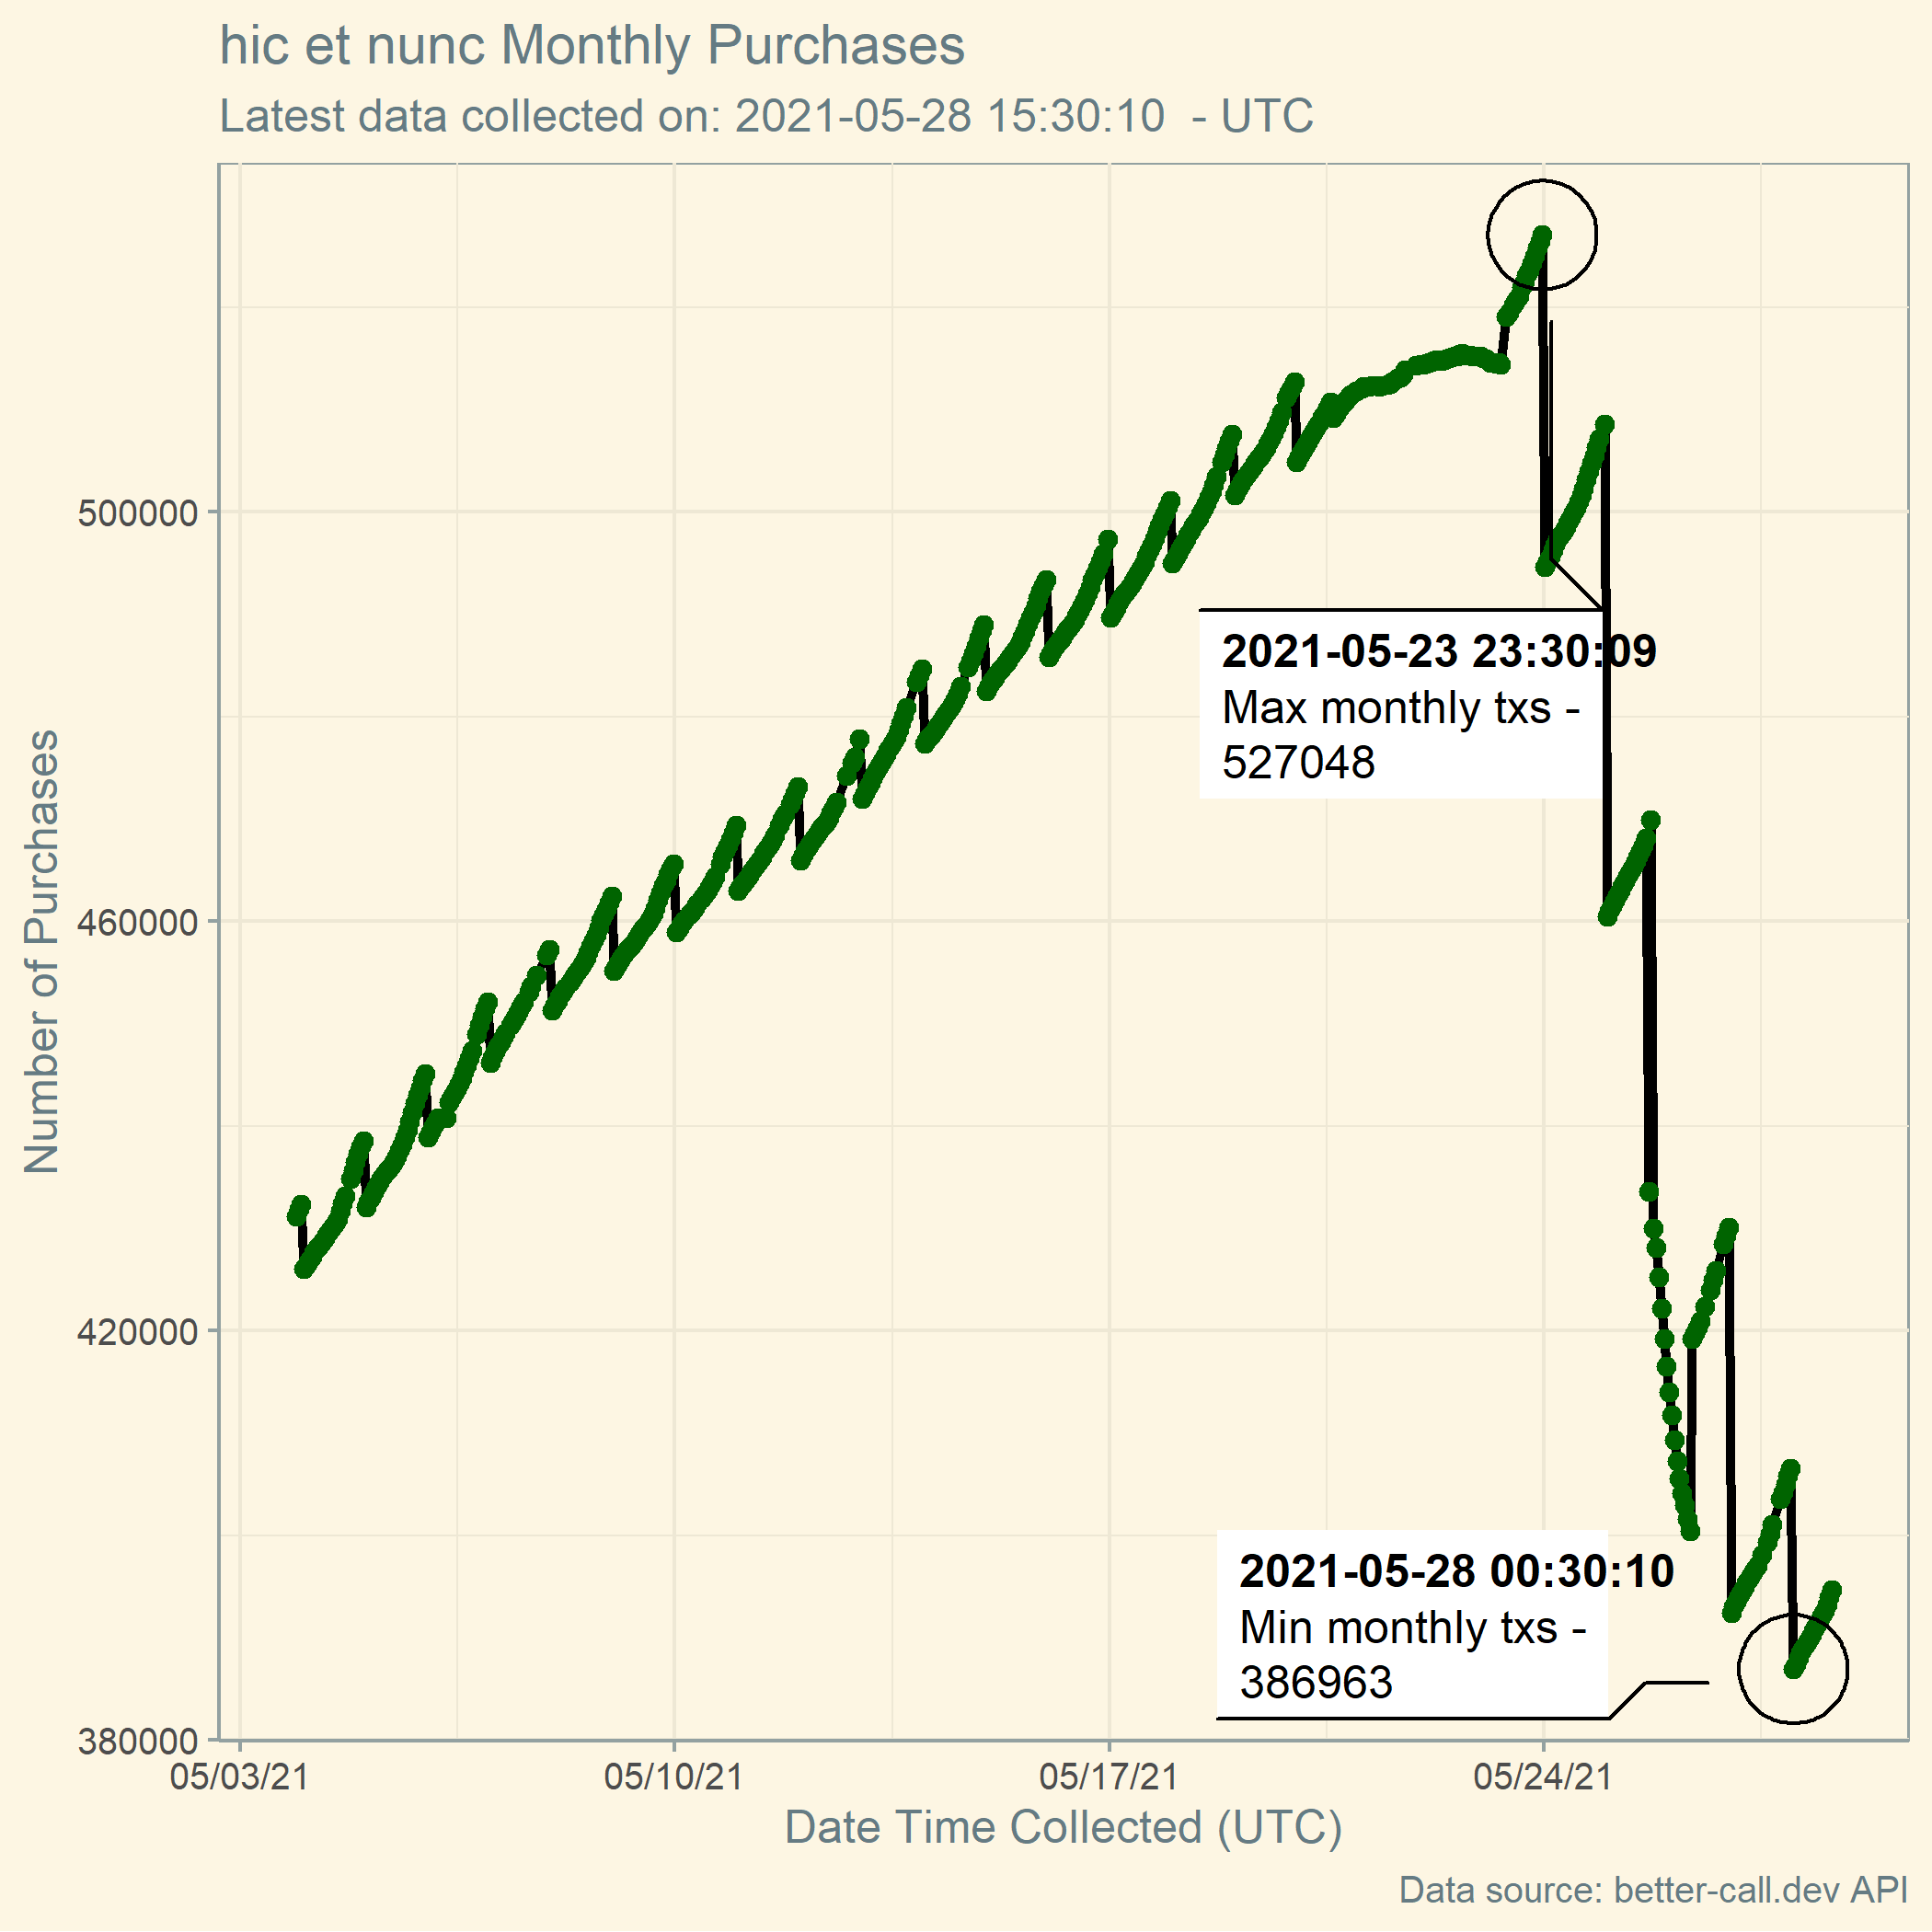 hic et nunc Monthly Purchases
Latest data collected on: 2021-05-28 15:30:10  - UTC
Number of Purchases
500000
460000
420000
380000
2021-05-23 23:30:09
Max monthly txs -
527048
2021-05-28 00:30:10
Min monthly txs -
386963
05/03/21
05/10/21
05/17/21
05/24/21
Date Time Collected (UTC)
Data source: better-call.dev API